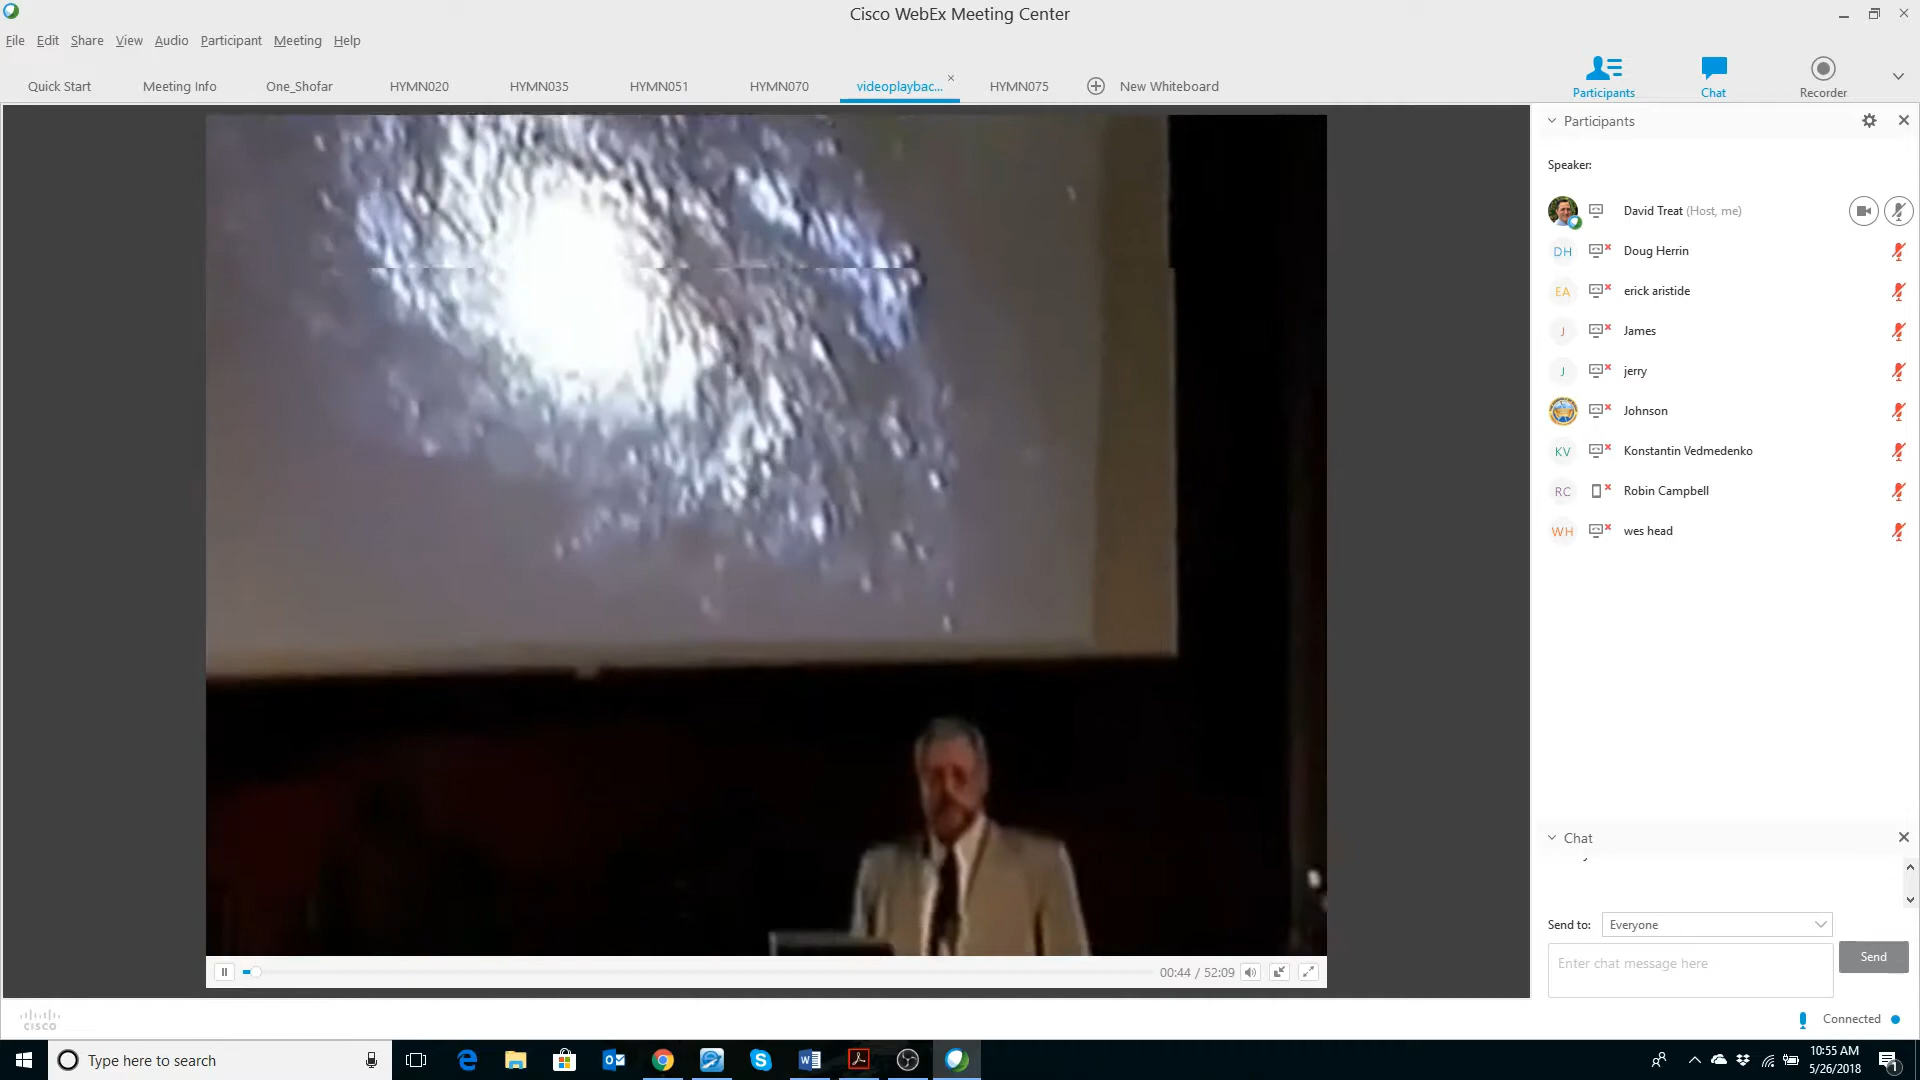 Cisco WebEx Meeting Center
File Edit Share View Audio Participant Meeting Help
Quick Start Meeting Info One_Shofar HYMN020 HYMN035 HYMN051 HYMN070 videoplaybac... HYMN075 New Whiteboard
Participants Chat Recorder
Participants
Speaker:
David Treat (Host, me)
DH Doug Herrin
EA erick aristide
J James
J jerry
Johnson
KV Konstantin Vedmedenko
RC Robin Campbell
WH wes head
Chat
Send to: Everyone
Enter chat message here
Send
00:44 / 52:09
CISCO
Connected
Type here to search
10:55 AM
5/26/2018
1